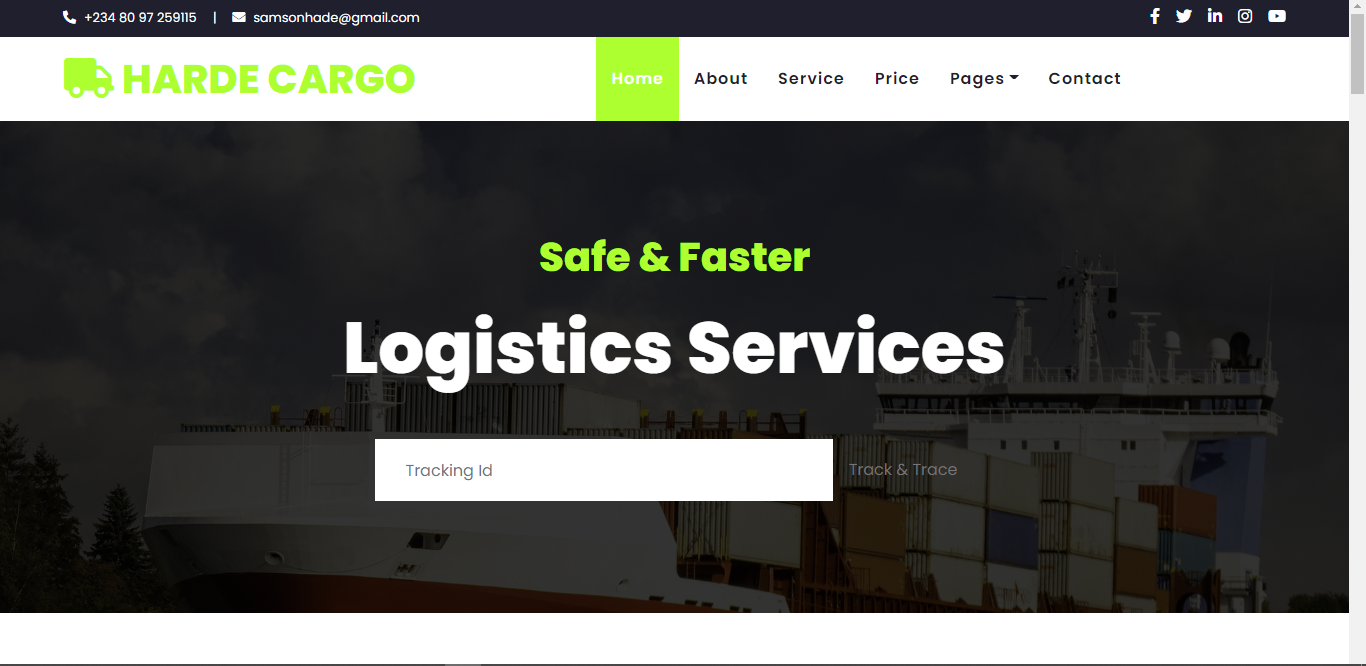 +234 80 97 259115 | samsonhade@gmail.com
HARDE CARGO
Home About Service Price Pages Contact
Safe & Faster
Logistics Services
Tracking Id Track & Trace